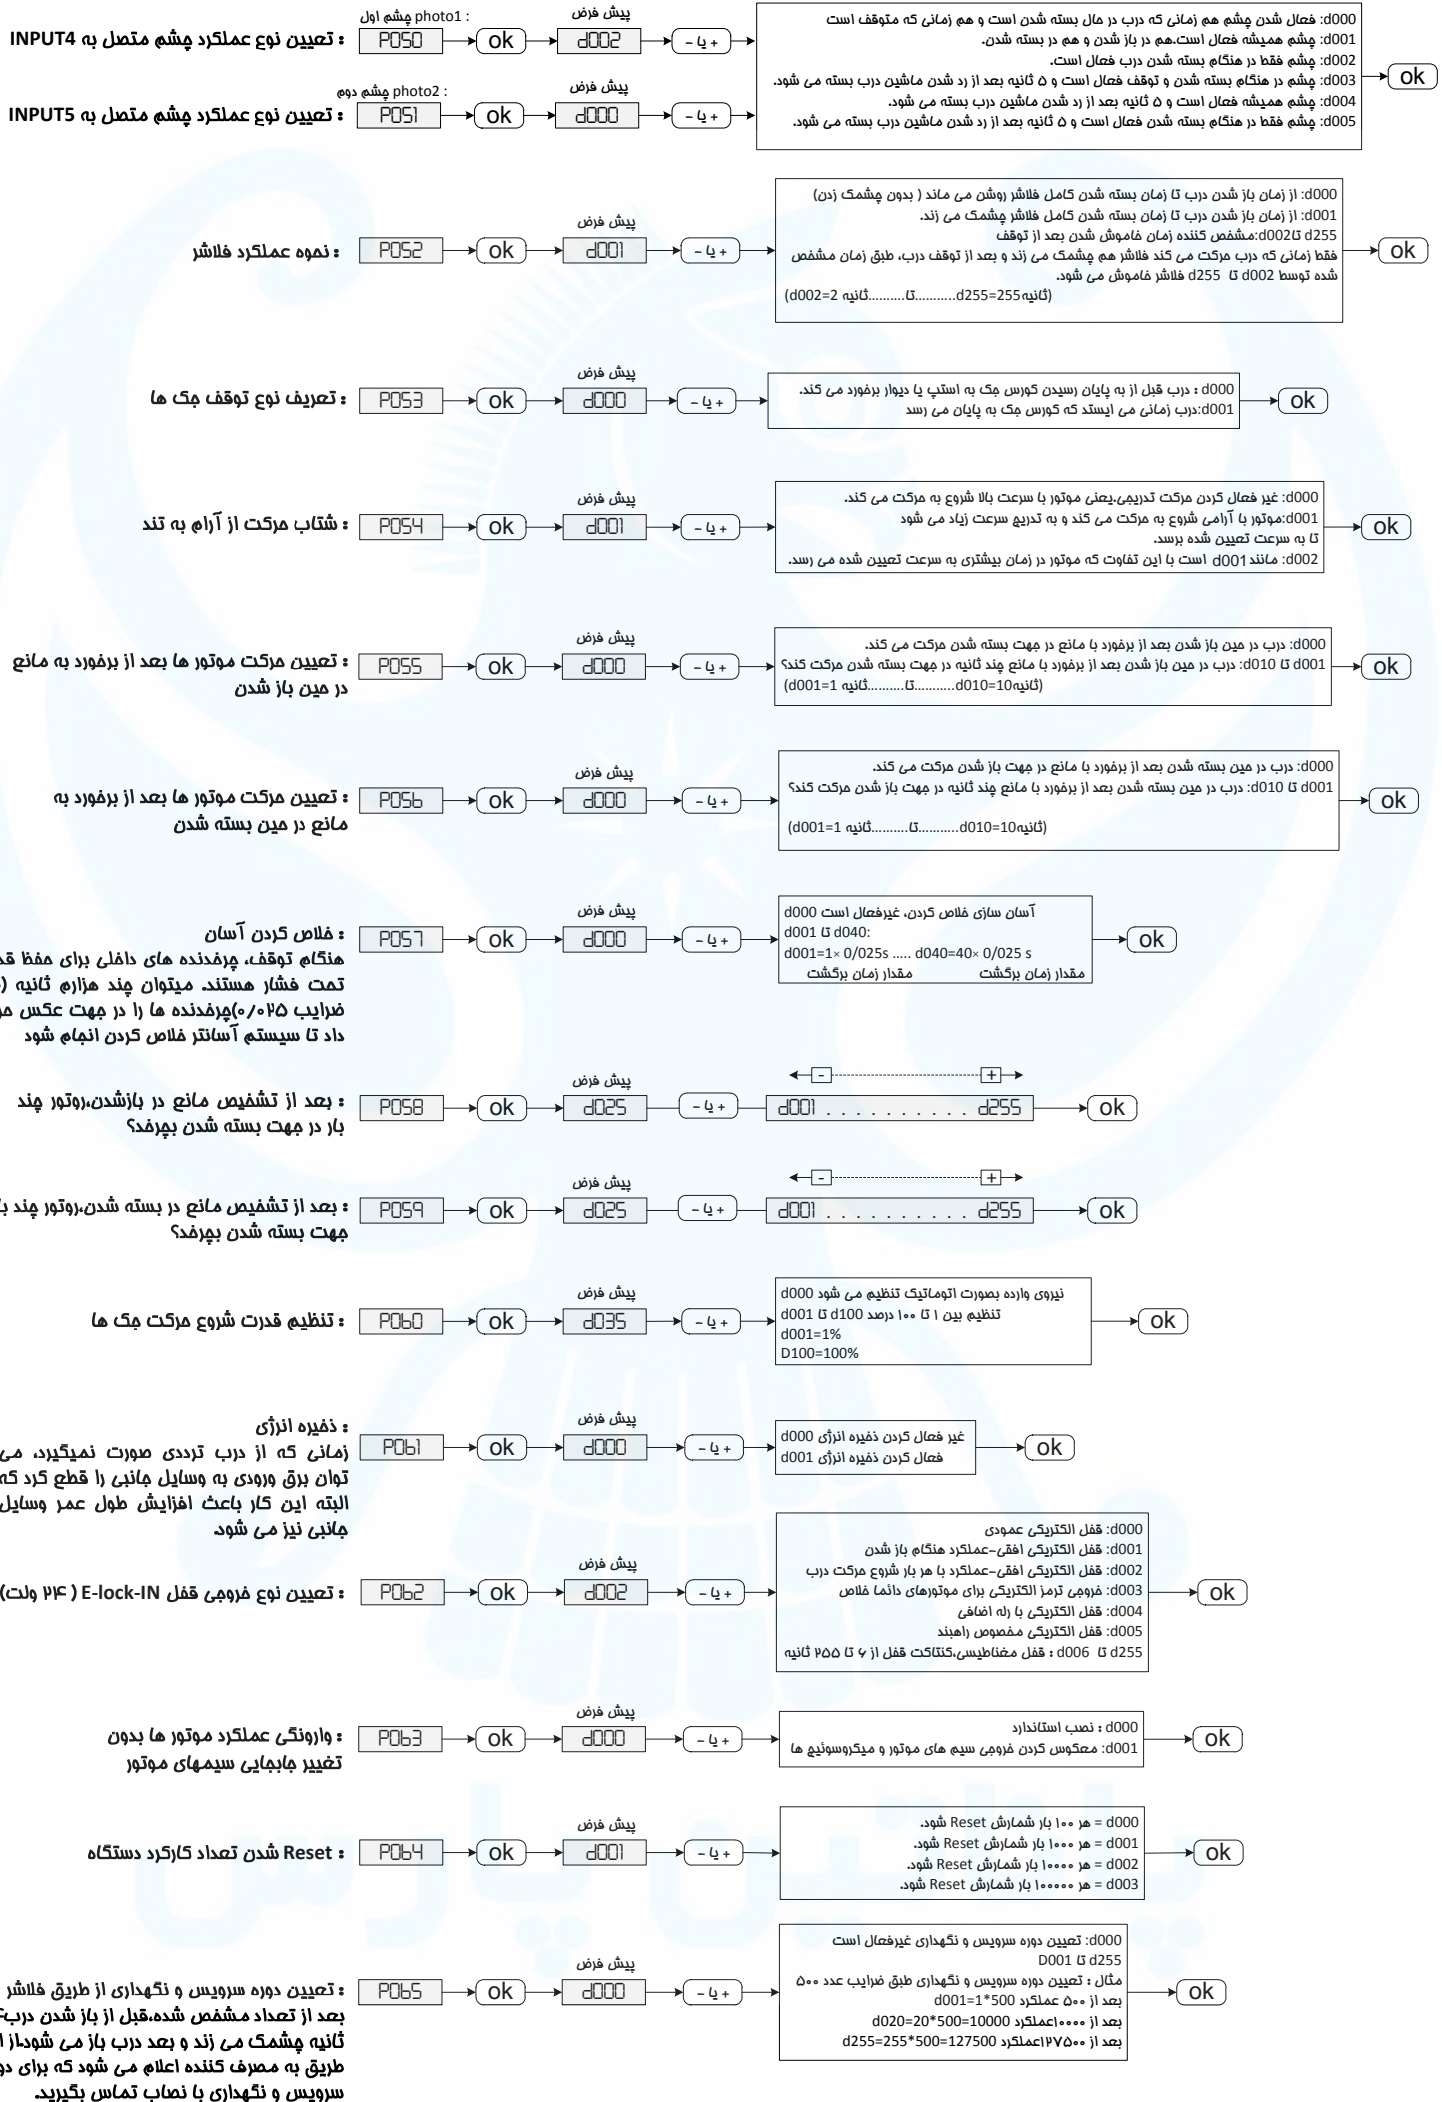 P050 : تعیین نوع عملکرد چشم متصل به INPUT4
photo1 : چشم اول
ok
پیش فرض
d002
+ یا -
P051 : تعیین نوع عملکرد چشم متصل به INPUT5
photo2 : چشم دوم
ok
پیش فرض
d000
+ یا -
d000: فعال شدن چشم هم زمانی که درب در حال بسته شدن است و هم زمانی که متوقف است
d001: چشم همیشه فعال است.هم در باز شدن و هم در بسته شدن.
d002: چشم فقط در هنگام بسته شدن درب فعال است.
d003: چشم در هنگام بسته شدن و توقف فعال است و ۵ ثانیه بعد از رد شدن ماشین درب بسته می شود.
d004: چشم همیشه فعال است و ۵ ثانیه بعد از رد شدن ماشین درب بسته می شود.
d005: چشم فقط در هنگام بسته شدن فعال است و ۵ ثانیه بعد از رد شدن ماشین درب بسته می شود.
ok
P052 : نحوه عملکرد فلاشر
ok
پیش فرض
d001
+ یا -
d000: از زمان باز شدن درب تا زمان بسته شدن کامل فلاشر روشن می ماند ( بدون چشمک زدن)
d001: از زمان باز شدن درب تا زمان بسته شدن کامل فلاشر چشمک می زند.
d255 تاd002:مشخص کننده زمان خاموش شدن بعد از توقف
فقط زمانی که درب حرکت می کند فلاشر هم چشمک می زند و بعد از توقف درب، طبق زمان مشخص
شده توسط d002 تا d255 فلاشر خاموش می شود.
(d002=2 ثانیه..........تا...........d255=255ثانیه)
ok
P053 : تعریف نوع توقف جک ها
ok
پیش فرض
d000
+ یا -
d000 : درب قبل از به پایان رسیدن کورس جک به استپ یا دیوار برخورد می کند.
d001:درب زمانی می ایستد که کورس جک به پایان می رسد
ok
P054 : شتاب حرکت از آرام به تند
ok
پیش فرض
d001
+ یا -
d000: غیر فعال کردن حرکت تدریجی.یعنی موتور با سرعت بالا شروع به حرکت می کند.
d001:موتور با آرامی شروع به حرکت می کند و به تدریج سرعت زیاد می شود
تا به سرعت تعیین شده برسد.
d002: مانند d001 است با این تفاوت که موتور در زمان بیشتری به سرعت تعیین شده می رسد.
ok
P055 : تعیین حرکت موتور ها بعد از برخورد به مانع
در حین باز شدن
ok
پیش فرض
d000
+ یا -
d000: درب در حین باز شدن بعد از برخورد با مانع در جهت بسته شدن حرکت می کند.
d001 تا d010: درب در حین باز شدن بعد از برخورد با مانع چند ثانیه در جهت بسته شدن حرکت کند؟
(d001=1 ثانیه..........تا...........d010=10ثانیه)
ok
P056 : تعیین حرکت موتور ها بعد از برخورد به
مانع در حین بسته شدن
ok
پیش فرض
d000
+ یا -
d000: درب در حین بسته شدن بعد از برخورد با مانع در جهت باز شدن حرکت می کند.
d001 تا d010: درب در حین بسته شدن بعد از برخورد با مانع چند ثانیه در جهت باز شدن حرکت کند؟
(d001=1 ثانیه..........تا...........d010=10ثانیه)
ok
P057 : خلاص کردن آسان
هنگام توقف، چرخدنده های داخلی برای حفظ
تحت فشار هستند. میتوان چند هزارم ثانیه
ضرایب ۰/۰۲۵)چرخدنده ها را در جهت عکس
داد تا سیستم آسانتر خلاص کردن انجام شود
ok
پیش فرض
d000
+ یا -
آسان سازی خلاص کردن، غیرفعال است d000
d001 تا d040:
d001=1× 0/025s ..... d040=40× 0/025 s
مقدار زمان برگشت مقدار زمان برگشت
ok
P058 : بعد از تشخیص مانع در بازشدن،روتور چند
بار در جهت بسته شدن بچرخد؟
ok
پیش فرض
d025
+ یا -
- +
d001 . . . . . . . . . . d255
ok
P059 : بعد از تشخیص مانع در بسته شدن،روتور چند
جهت بسته شدن بچرخد؟
ok
پیش فرض
d025
+ یا -
- +
d001 . . . . . . . . . . d255
ok
P060 : تنظیم قدرت شروع حرکت جک ها
ok
پیش فرض
d035
+ یا -
نیروی وارده بصورت اتوماتیک تنظیم می شود d000
تنظیم بین ۱ تا ۱۰۰ درصد d100 تا d001
d001=1%
D100=100%
ok
P061 : ذخیره انرژی
زمانی که از درب ترددی صورت نمیگیرد، می
توان برق ورودی به وسایل جانبی را قطع کرد که
البته این کار باعث افزایش طول عمر وسایل
جانبی نیز می شود.
ok
پیش فرض
d000
+ یا -
غیر فعال کردن ذخیره انرژی d000
فعال کردن ذخیره انرژی d001
ok
P062 : تعیین نوع خروجی قفل E-lock-IN ( ۲۴ ولت)
ok
پیش فرض
d002
+ یا -
d000: قفل الکتریکی عمودی
d001: قفل الکتریکی افقی-عملکرد هنگام باز شدن
d002: قفل الکتریکی افقی-عملکرد با هر بار شروع حرکت درب
d003: خروجی ترمز الکتریکی برای موتورهای دائما خلاص
d004: قفل الکتریکی با رله اضافی
d005: قفل الکتریکی مخصوص راهبند
d255 تا d006 : قفل مغناطیسی،کنتاکت قفل از ۶ تا ۲۵۵ ثانیه
ok
P063 : وارونگی عملکرد موتور ها بدون
تغییر جابجایی سیمهای موتور
ok
پیش فرض
d000
+ یا -
d000 : نصب استاندارد
d001: معکوس کردن خروجی سیم های موتور و میکروسوئیچ ها
ok
P064 : Reset شدن تعداد کارکرد دستگاه
ok
پیش فرض
d001
+ یا -
d000 = هر ۱۰۰ بار شمارش Reset شود.
d001 = هر ۱۰۰۰ بار شمارش Reset شود.
d002 = هر ۱۰۰۰۰ بار شمارش Reset شود.
d003 = هر ۱۰۰۰۰۰ بار شمارش Reset شود.
ok
P065 : تعیین دوره سرویس و نگهداری از طریق فلاشر
بعد از تعداد مشخص شده،قبل از باز شدن درب
ثانیه چشمک می زند و بعد درب باز می شود.از
طریق به مصرف کننده اعلام می شود که برای
سرویس و نگهداری با نصاب تماس بگیرید.
ok
پیش فرض
d000
+ یا -
d000: تعیین دوره سرویس و نگهداری غیرفعال است
d255 تا D001
مثال : تعیین دوره سرویس و نگهداری طبق ضرایب عدد ۵۰۰
بعد از ۵۰۰ عملکرد d001=1*500
بعد از ۱۰۰۰۰عملکرد d020=20*500=10000
بعد از ۱۲۷۵۰۰عملکرد d255=255*500=127500
ok